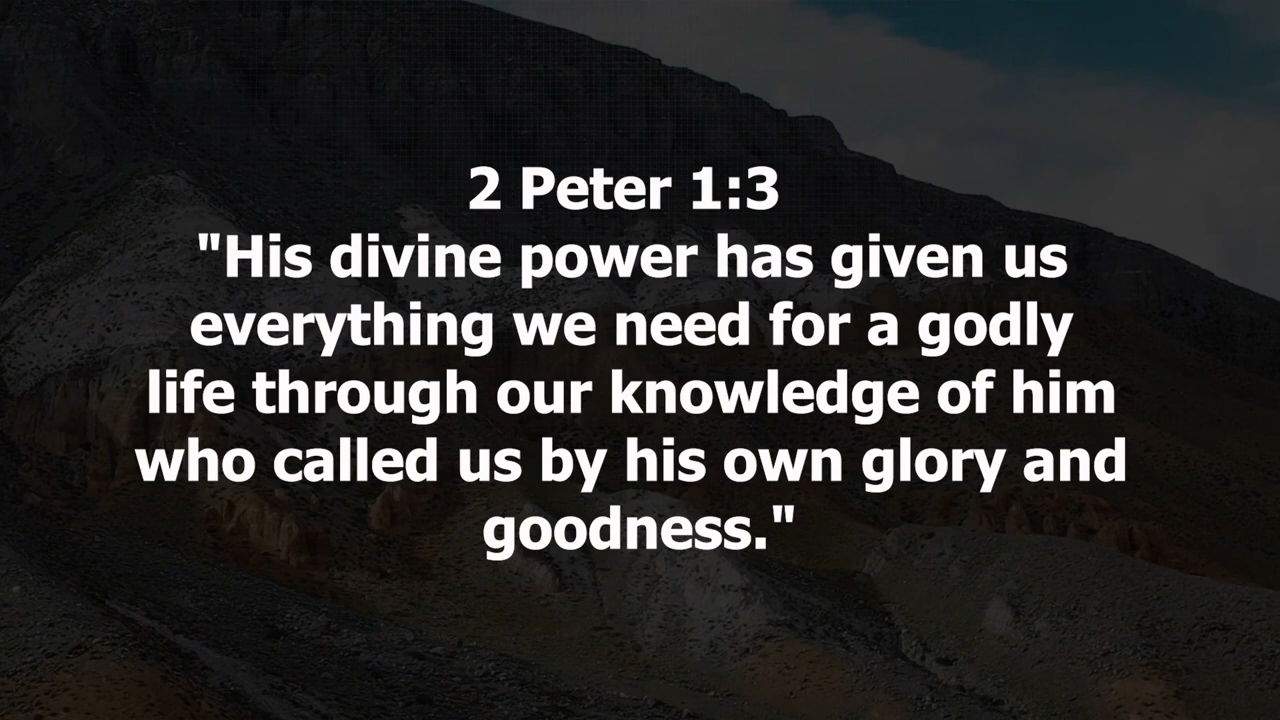 2 Peter 1:3
"His divine power has given us
everything we need for a godly
life through our knowledge of him
who called us by his own glory and
goodness."